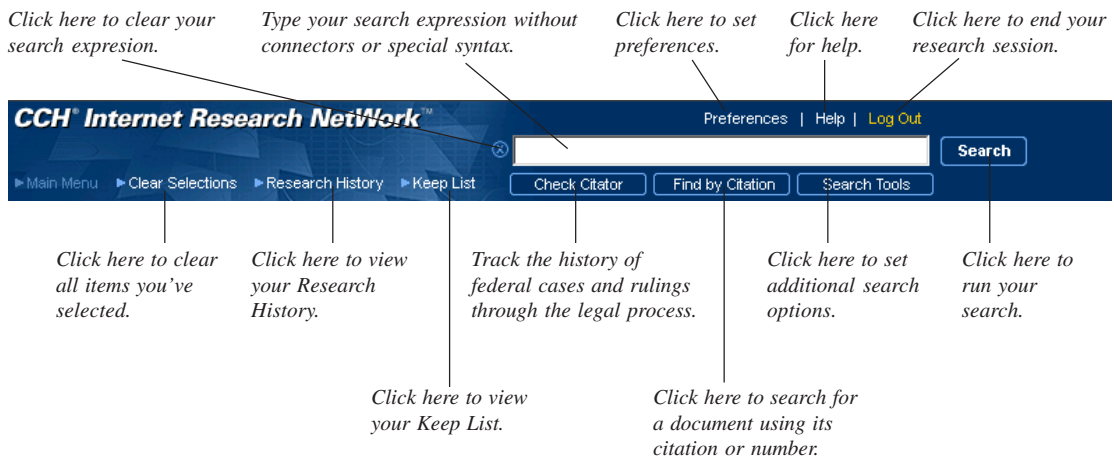 Click here to clear your
search expresion.
Type your search expression without
connectors or special syntax.
Click here to set
preferences.
Click here
for help.
Click here to end your
research session.
CCH® Internet Research NetWork™
Preferences | Help | Log Out
Search
Main Menu Clear Selections Research History Keep List
Check Citator Find by Citation Search Tools
Click here to clear
all items you've
selected.
Click here to view
your Research
History.
Track the history of
federal cases and rulings
through the legal process.
Click here to set
additional search
options.
Click here to
run your
search.
Click here to view
your Keep List.
Click here to search for
a document using its
citation or number.